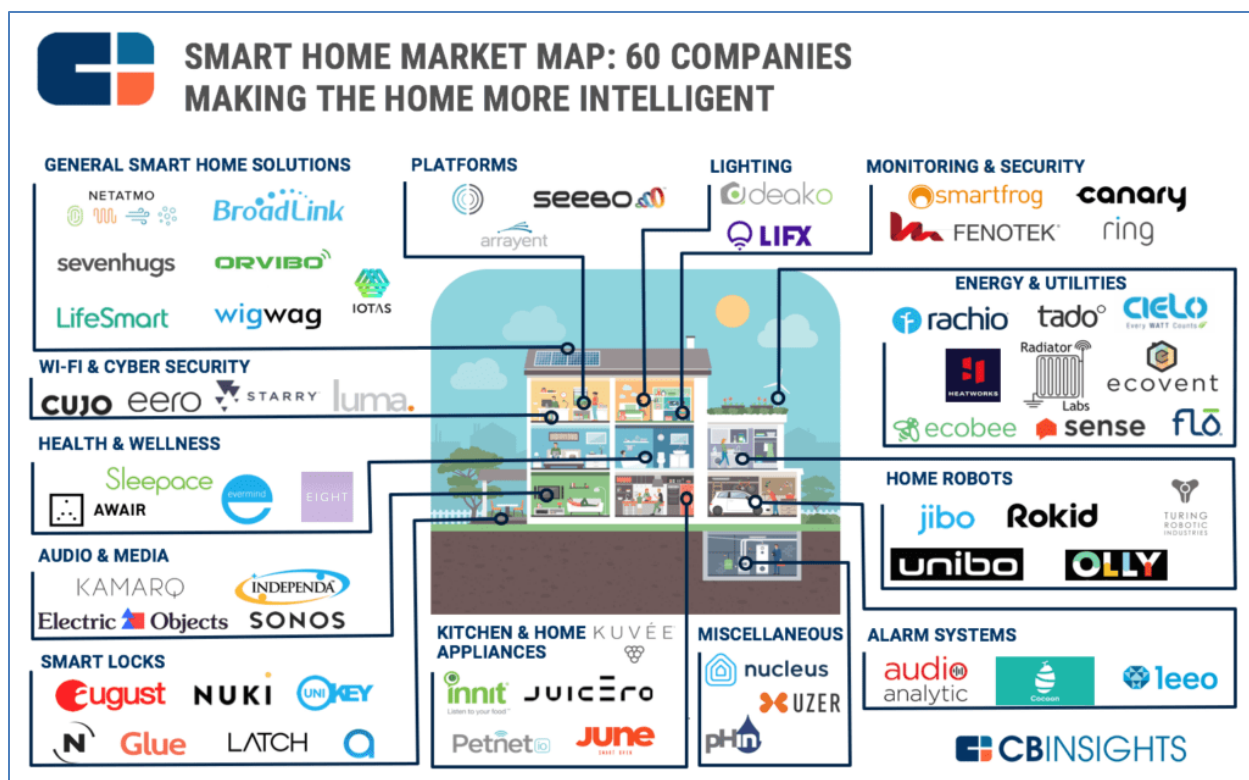 SMART HOME MARKET MAP: 60 COMPANIES
MAKING THE HOME MORE INTELLIGENT
GENERAL SMART HOME SOLUTIONS
NETATMO
BroadLink
sevenhugs
ORVIBO
IOTAS
LifeSmart
wigwag
PLATFORMS
seebo
arrayent
LIGHTING
deako
LIFX
MONITORING & SECURITY
smartfrog
canary
FENOTEK
ring
ENERGY & UTILITIES
rachio
tado°
CIELO
Every WATT Counts
HEATWORKS
Radiator
Labs
ecovent
ecobee
sense
flo
WI-FI & CYBER SECURITY
CUJO
eero
STARRY
luma.
HEALTH & WELLNESS
Sleepace
AWAIR
evermind
EIGHT
HOME ROBOTS
jibo
Rokid
TURING
ROBOTIC
INDUSTRIES
unibo
OLLY
AUDIO & MEDIA
KAMARQ
INDEPENDA
Electric Objects
SONOS
SMART LOCKS
august
NUKI
UNIKEY
N
Glue
LATCH
a
KITCHEN & HOME
APPLIANCES
KUVÉE
innit
Listen to your food
JUICERO
Petnet io
JUNE
SMART OVEN
MISCELLANEOUS
nucleus
UZER
pHin
ALARM SYSTEMS
audio
analytic
Cocoon
leeo
CBINSIGHTS